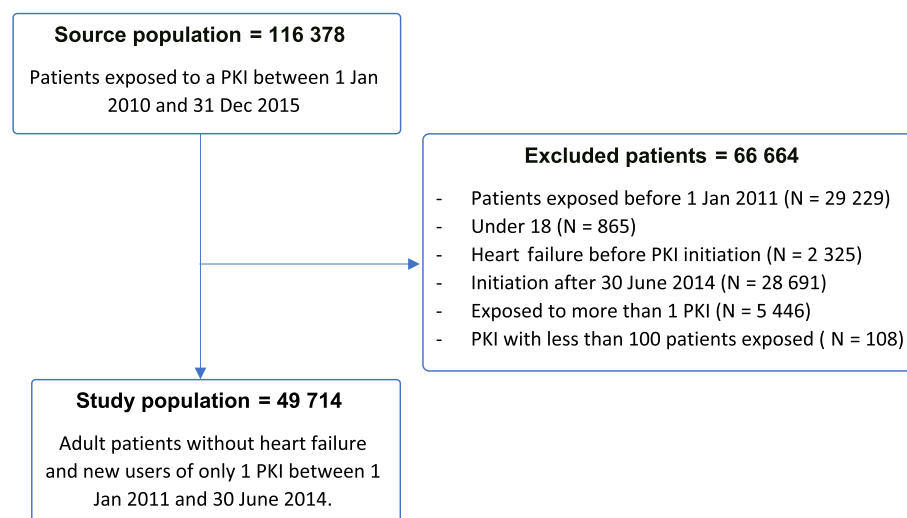 Source population = 116 378
Patients exposed to a PKI between 1 Jan
2010 and 31 Dec 2015
Excluded patients = 66 664
- Patients exposed before 1 Jan 2011 (N = 29 229)
- Under 18 (N = 865)
- Heart failure before PKI initiation (N = 2 325)
- Initiation after 30 June 2014 (N = 28 691)
- Exposed to more than 1 PKI (N = 5 446)
- PKI with less than 100 patients exposed ( N = 108)
Study population = 49 714
Adult patients without heart failure
and new users of only 1 PKI between 1
Jan 2011 and 30 June 2014.